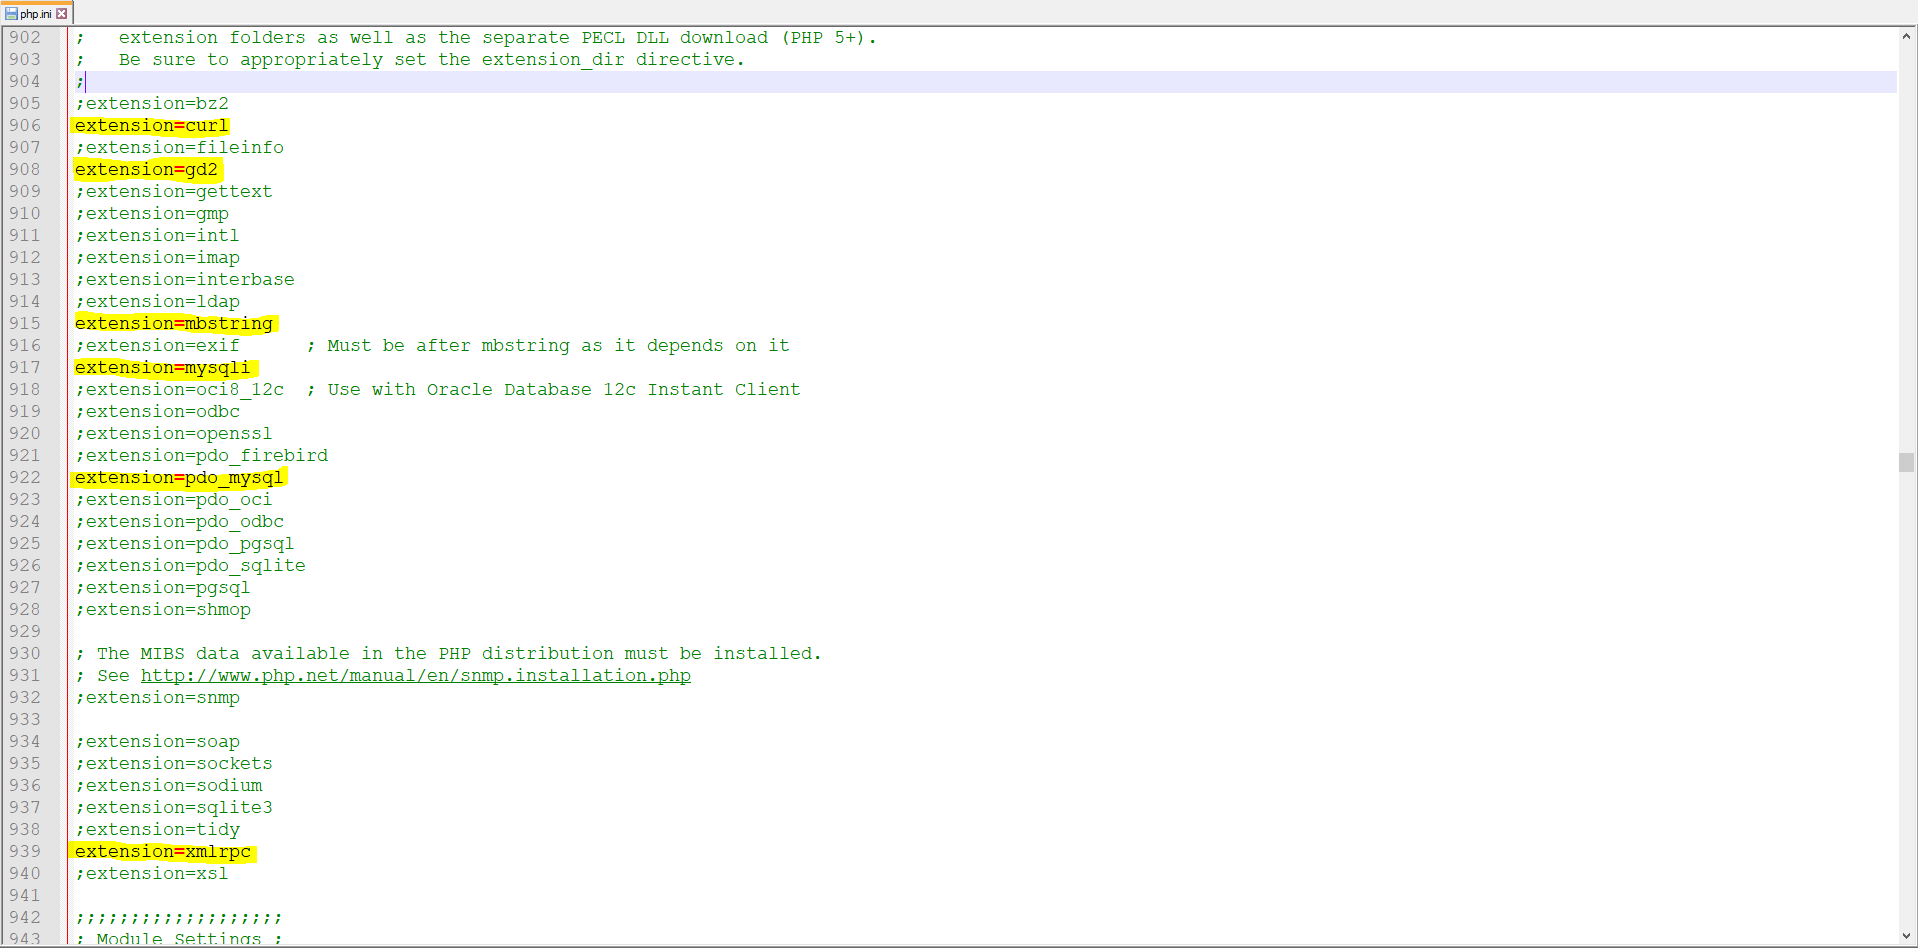 php.ini
902 ;   extension folders as well as the separate PECL DLL download (PHP 5+).
903 ;   Be sure to appropriately set the extension_dir directive.
904 ;
905 ;extension=bz2
906 extension=curl
907 ;extension=fileinfo
908 extension=gd2
909 ;extension=gettext
910 ;extension=gmp
911 ;extension=intl
912 ;extension=imap
913 ;extension=interbase
914 ;extension=ldap
915 extension=mbstring
916 ;extension=exif      ; Must be after mbstring as it depends on it
917 extension=mysqli
918 ;extension=oci8_12c  ; Use with Oracle Database 12c Instant Client
919 ;extension=odbc
920 ;extension=openssl
921 ;extension=pdo_firebird
922 extension=pdo_mysql
923 ;extension=pdo_oci
924 ;extension=pdo_odbc
925 ;extension=pdo_pgsql
926 ;extension=pdo_sqlite
927 ;extension=pgsql
928 ;extension=shmop
929
930 ; The MIBS data available in the PHP distribution must be installed.
931 ; See http://www.php.net/manual/en/snmp.installation.php
932 ;extension=snmp
933
934 ;extension=soap
935 ;extension=sockets
936 ;extension=sodium
937 ;extension=sqlite3
938 ;extension=tidy
939 extension=xmlrpc
940 ;extension=xsl
941
942 ;;;;;;;;;;;;;;;;;;;
943 ; Module Settings ;